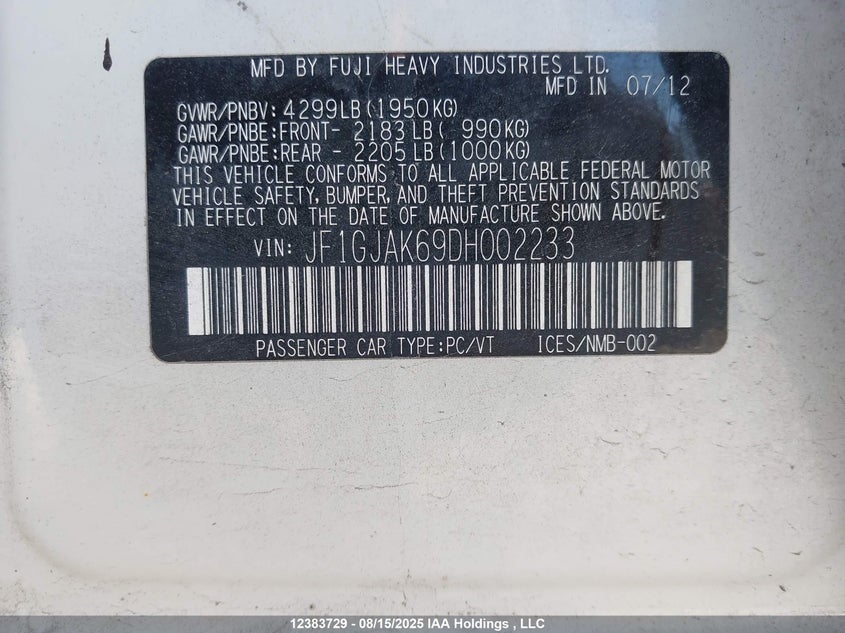 MFD BY FUJI HEAVY INDUSTRIES LTD.
MFD IN 07/12
GVWR/PNBV: 4299LB(1950KG)
GAWR/PNBE:FRONT- 2183LB( 990KG)
GAWR/PNBE:REAR - 2205LB(1000KG)
THIS VEHICLE CONFORMS TO ALL APPLICABLE FEDERAL MOTOR
VEHICLE SAFETY, BUMPER, AND THEFT PREVENTION STANDARDS
IN EFFECT ON THE DATE OF MANUFACTURE SHOWN ABOVE.
VIN: JF1GJAK69DH002233
PASSENGER CAR TYPE:PC/VT ICES/NMB-002
12383729 - 08/15/2025 IAA Holdings , LLC